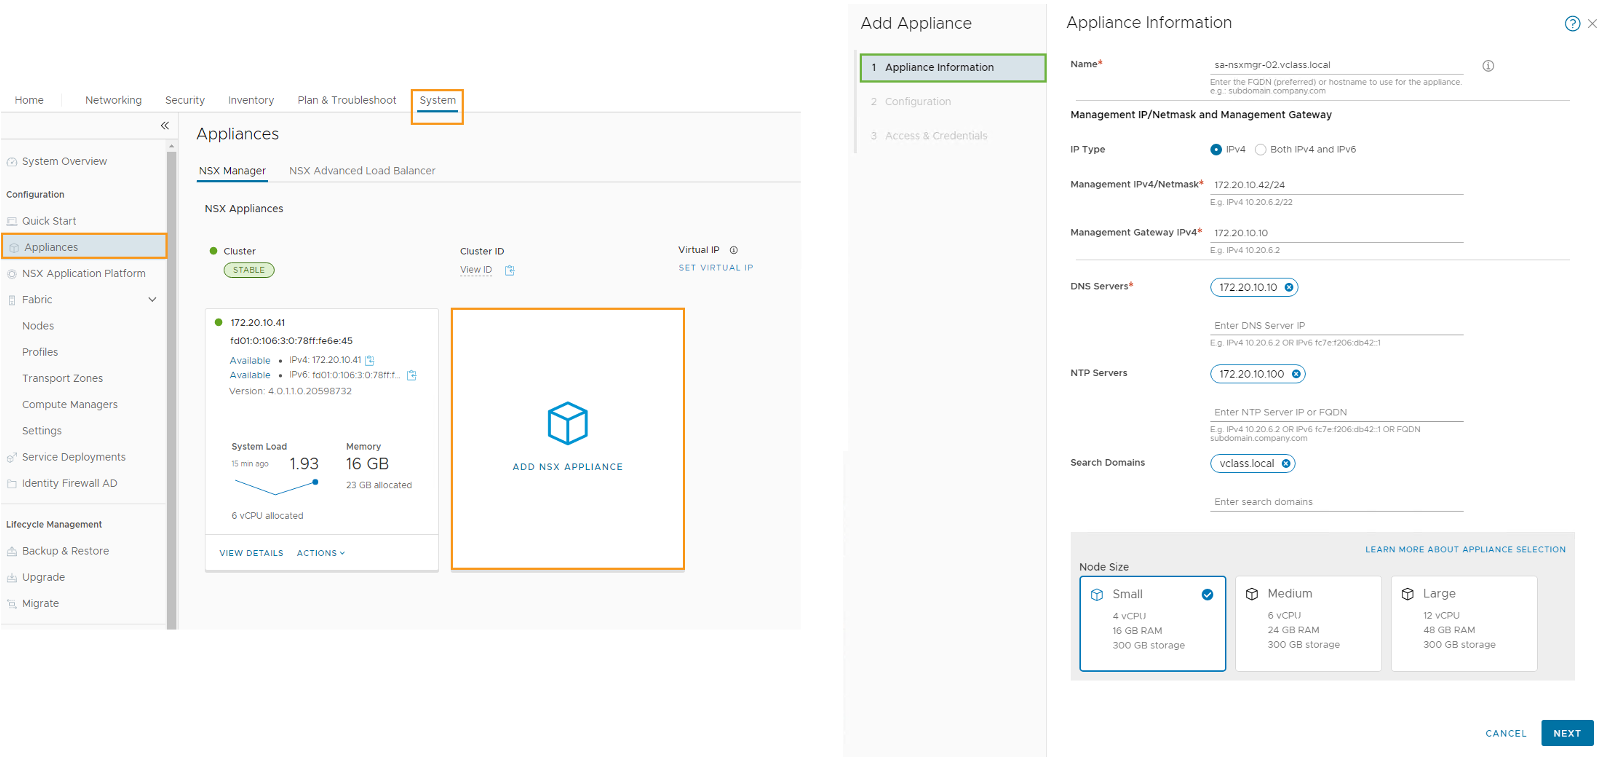 Home
Networking
Security
Inventory
Plan & Troubleshoot
System
«
System Overview
Configuration
Quick Start
Appliances
NSX Application Platform
Fabric
Nodes
Profiles
Transport Zones
Compute Managers
Settings
Service Deployments
Identity Firewall AD
Lifecycle Management
Backup & Restore
Upgrade
Migrate
Appliances
NSX Manager
NSX Advanced Load Balancer
NSX Appliances
Cluster
STABLE
Cluster ID
View ID
Virtual IP
SET VIRTUAL IP
172.20.10.41
fd01:0:106:3:0:78ff:fe6e:45
Available • IPv4: 172.20.10.41
Available • IPv6: fd01:0:106:3:0:78ff:f...
Version: 4.0.1.1.0.20598732
System Load
15 min ago 1.93
Memory
16 GB
23 GB allocated
6 vCPU allocated
VIEW DETAILS
ACTIONS
ADD NSX APPLIANCE
Add Appliance
1 Appliance Information
2 Configuration
3 Access & Credentials
Appliance Information
Name*
sa-nsxmgr-02.vclass.local
Enter the FQDN (preferred) or hostname to use for the appliance.
e.g.: subdomain.company.com
Management IP/Netmask and Management Gateway
IP Type
IPv4
Both IPv4 and IPv6
Management IPv4/Netmask*
172.20.10.42/24
E.g. IPv4 10.20.6.2/22
Management Gateway IPv4*
172.20.10.10
E.g. IPv4 10.20.6.2
DNS Servers*
172.20.10.10
Enter DNS Server IP
E.g. IPv4 10.20.6.2 OR IPv6 fc7e:f206:db42::1
NTP Servers
172.20.10.100
Enter NTP Server IP or FQDN
E.g. IPv4 10.20.6.2 OR IPv6 fc7e:f206:db42::1 OR FQDN
subdomain.company.com
Search Domains
vclass.local
Enter search domains
LEARN MORE ABOUT APPLIANCE SELECTION
Node Size
Small
4 vCPU
16 GB RAM
300 GB storage
Medium
6 vCPU
24 GB RAM
300 GB storage
Large
12 vCPU
48 GB RAM
300 GB storage
CANCEL
NEXT